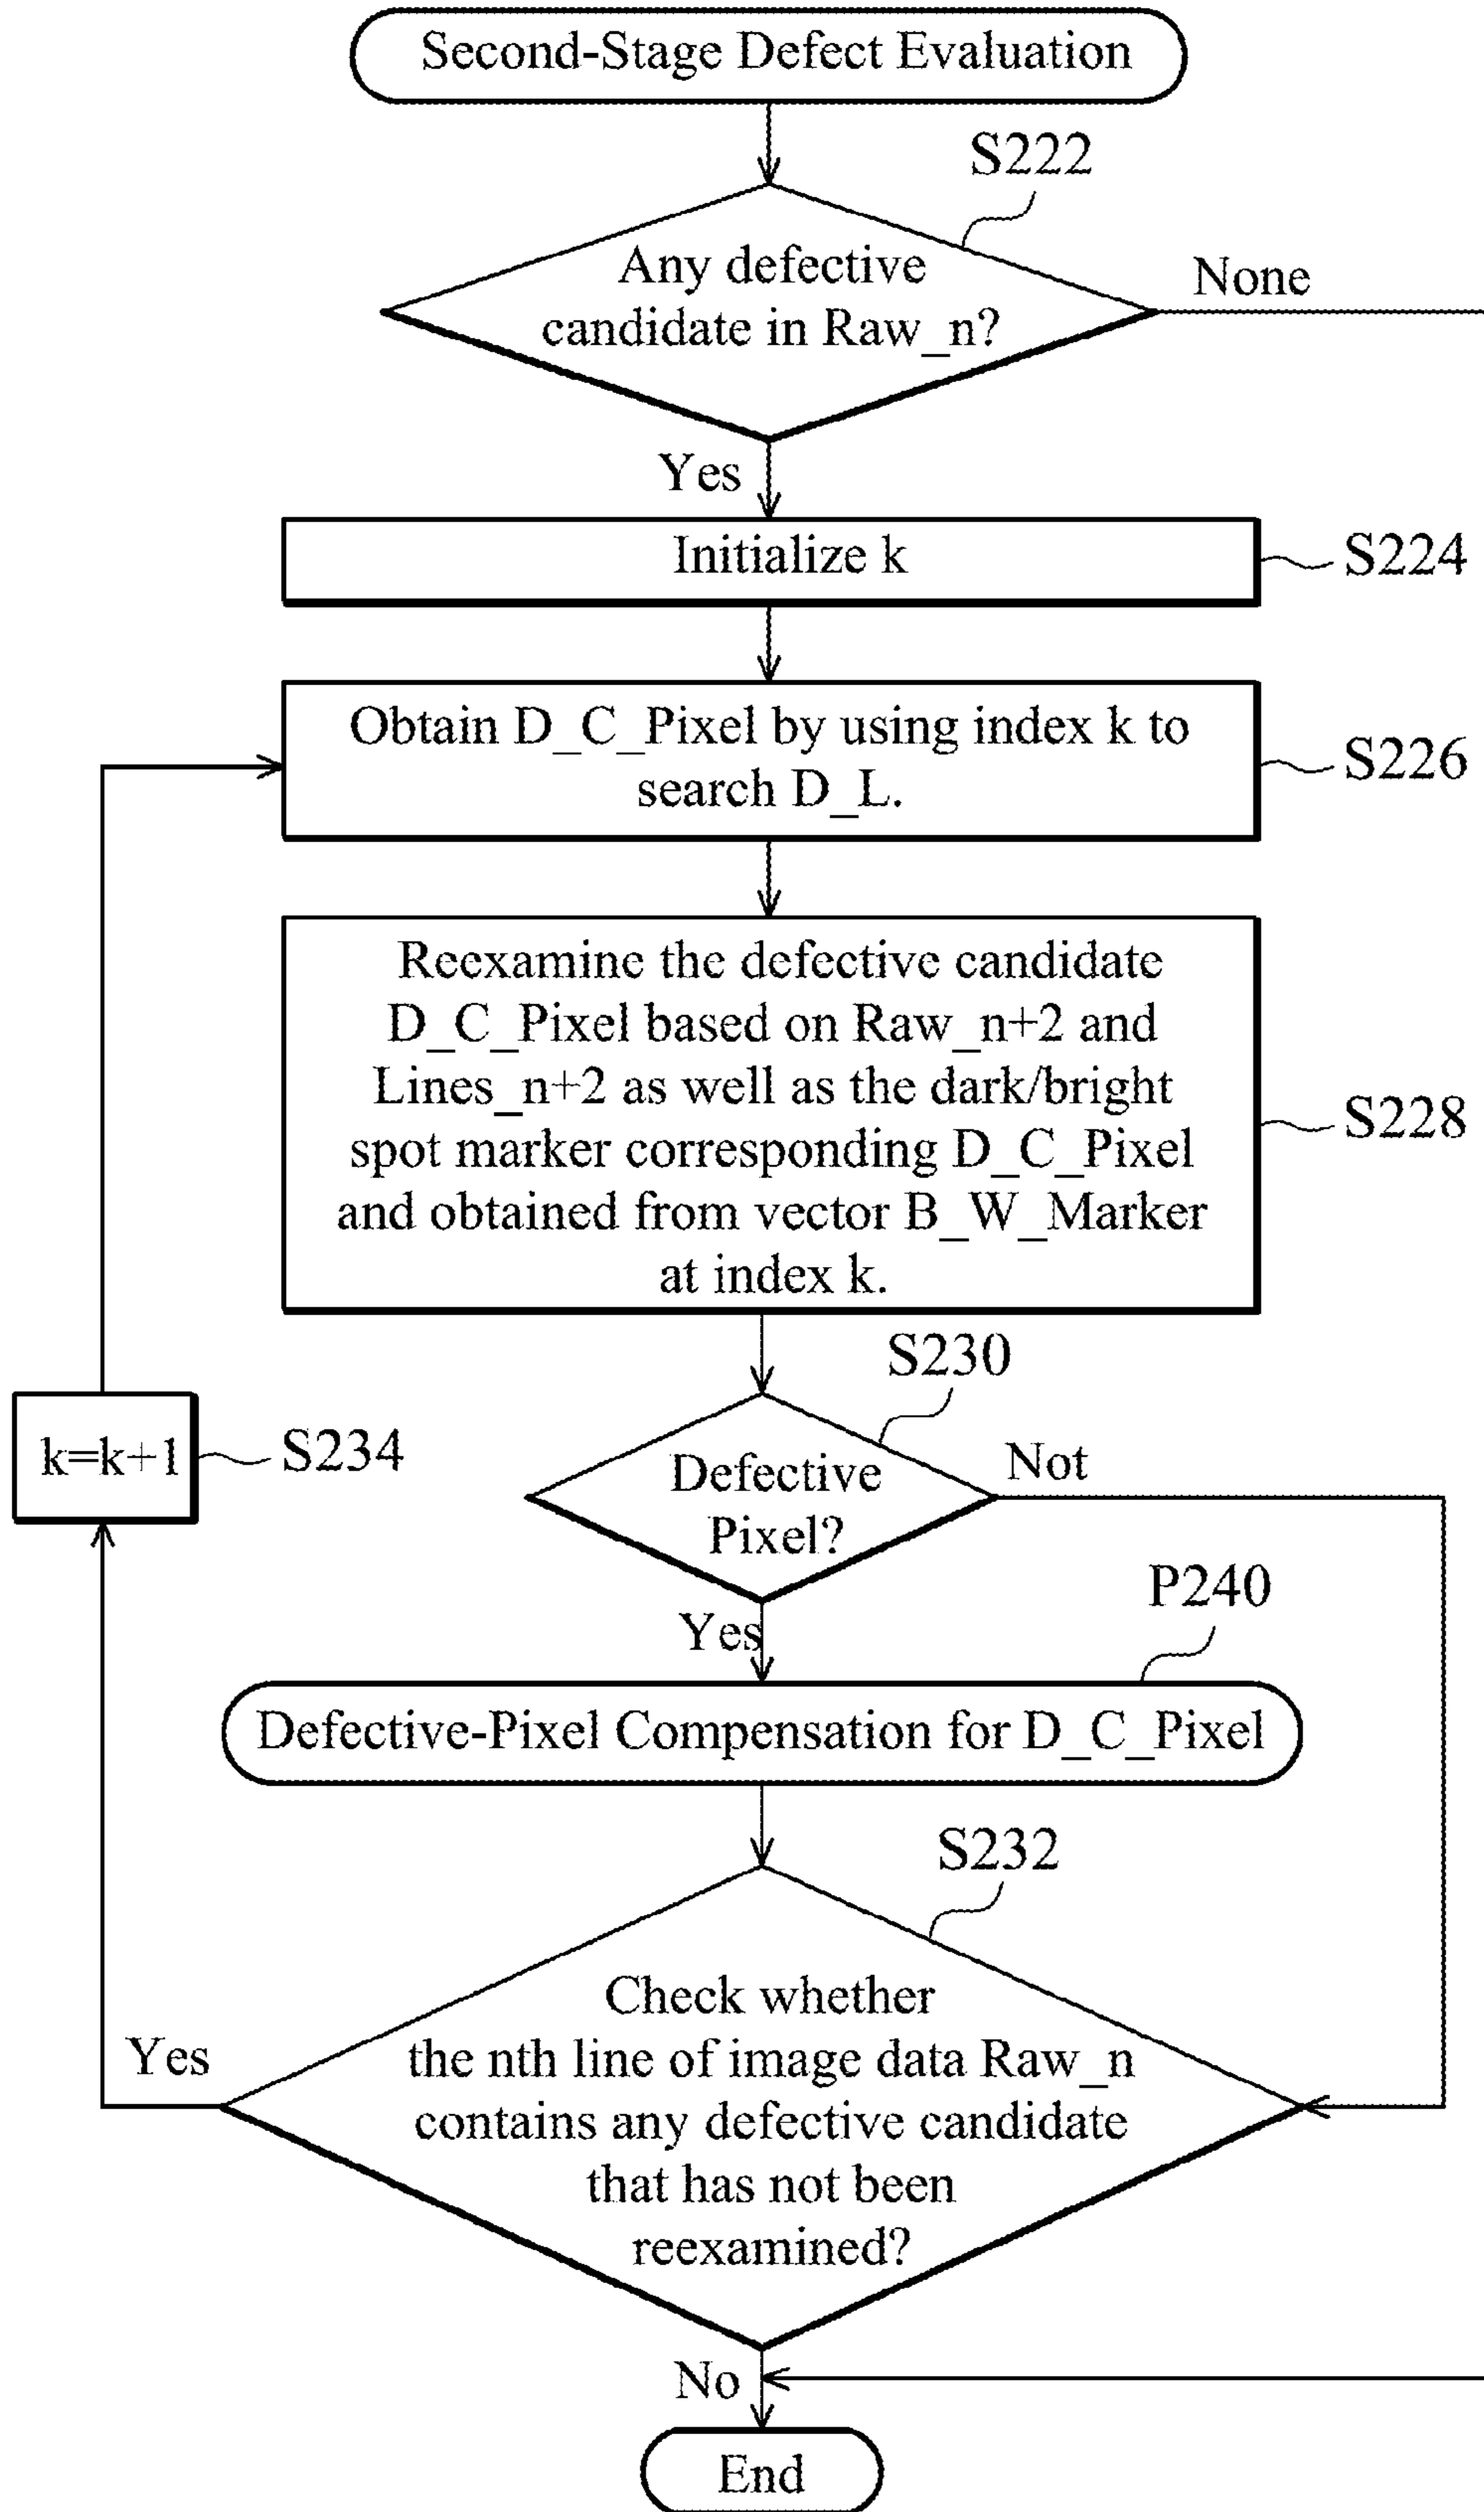 Second-Stage Defect Evaluation
S222
Any defective
candidate in Raw_n?
None
Yes
Initialize k
S224
Obtain D_C_Pixel by using index k to
search D_L.
S226
Reexamine the defective candidate
D_C_Pixel based on Raw_n+2 and
Lines_n+2 as well as the dark/bright
spot marker corresponding D_C_Pixel
and obtained from vector B_W_Marker
at index k.
S228
S230
k=k+1
S234
Defective
Pixel?
Not
P240
Yes
Defective-Pixel Compensation for D_C_Pixel
S232
Check whether
the nth line of image data Raw_n
contains any defective candidate
that has not been
reexamined?
Yes
No
End